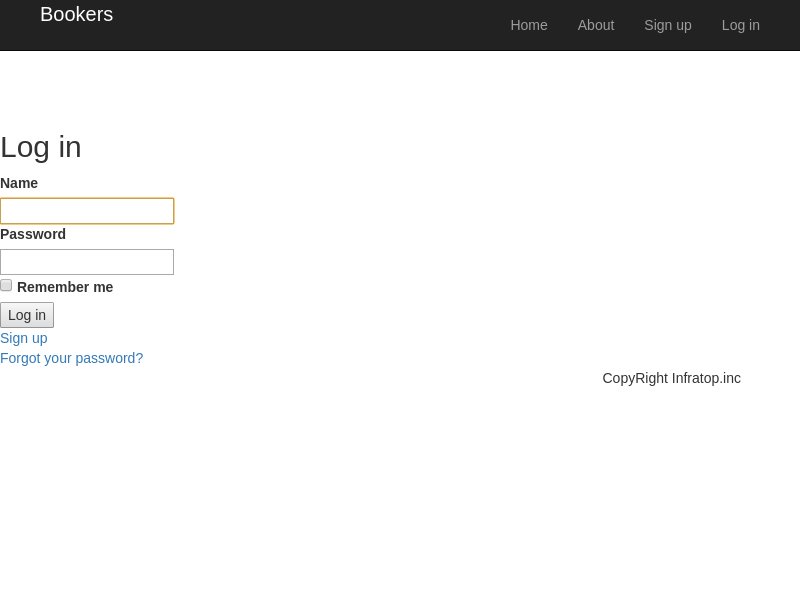 Bookers
Home About Sign up Log in
Log in
Name
Password
Remember me
Log in
Sign up
Forgot your password?
CopyRight Infratop.inc